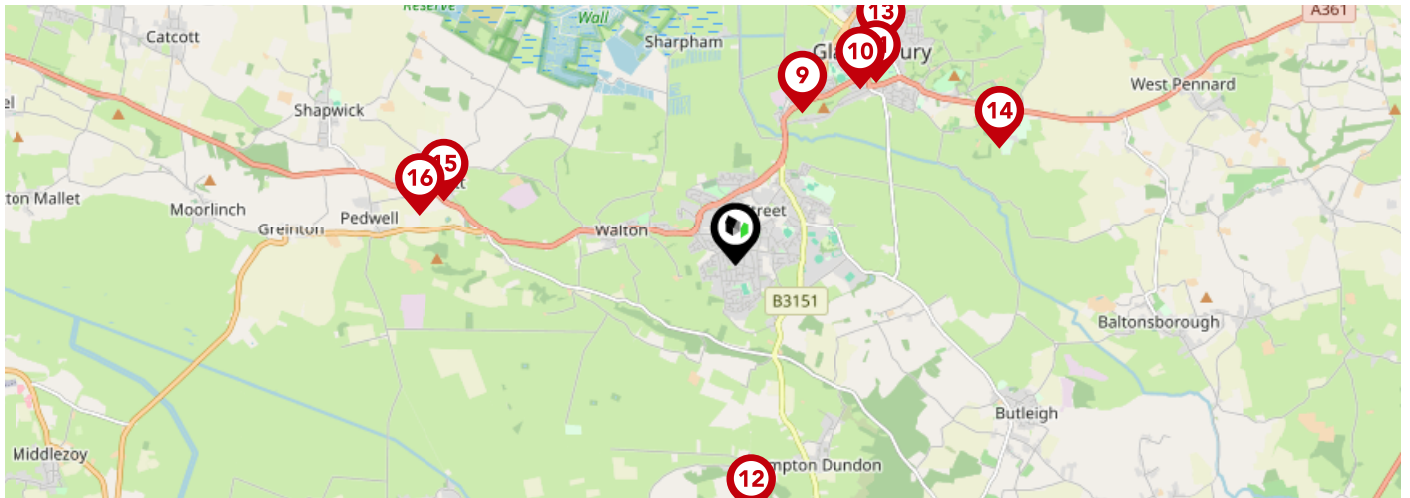 Reserve
Wall
13
A361
Catcott
Sharpham
10
9
West Pennard
Shapwick
14
15
16
Moorlinch
Pedwell
Greinton
Walton
B3151
Baltonsborough
Butleigh
Middlezoy
12